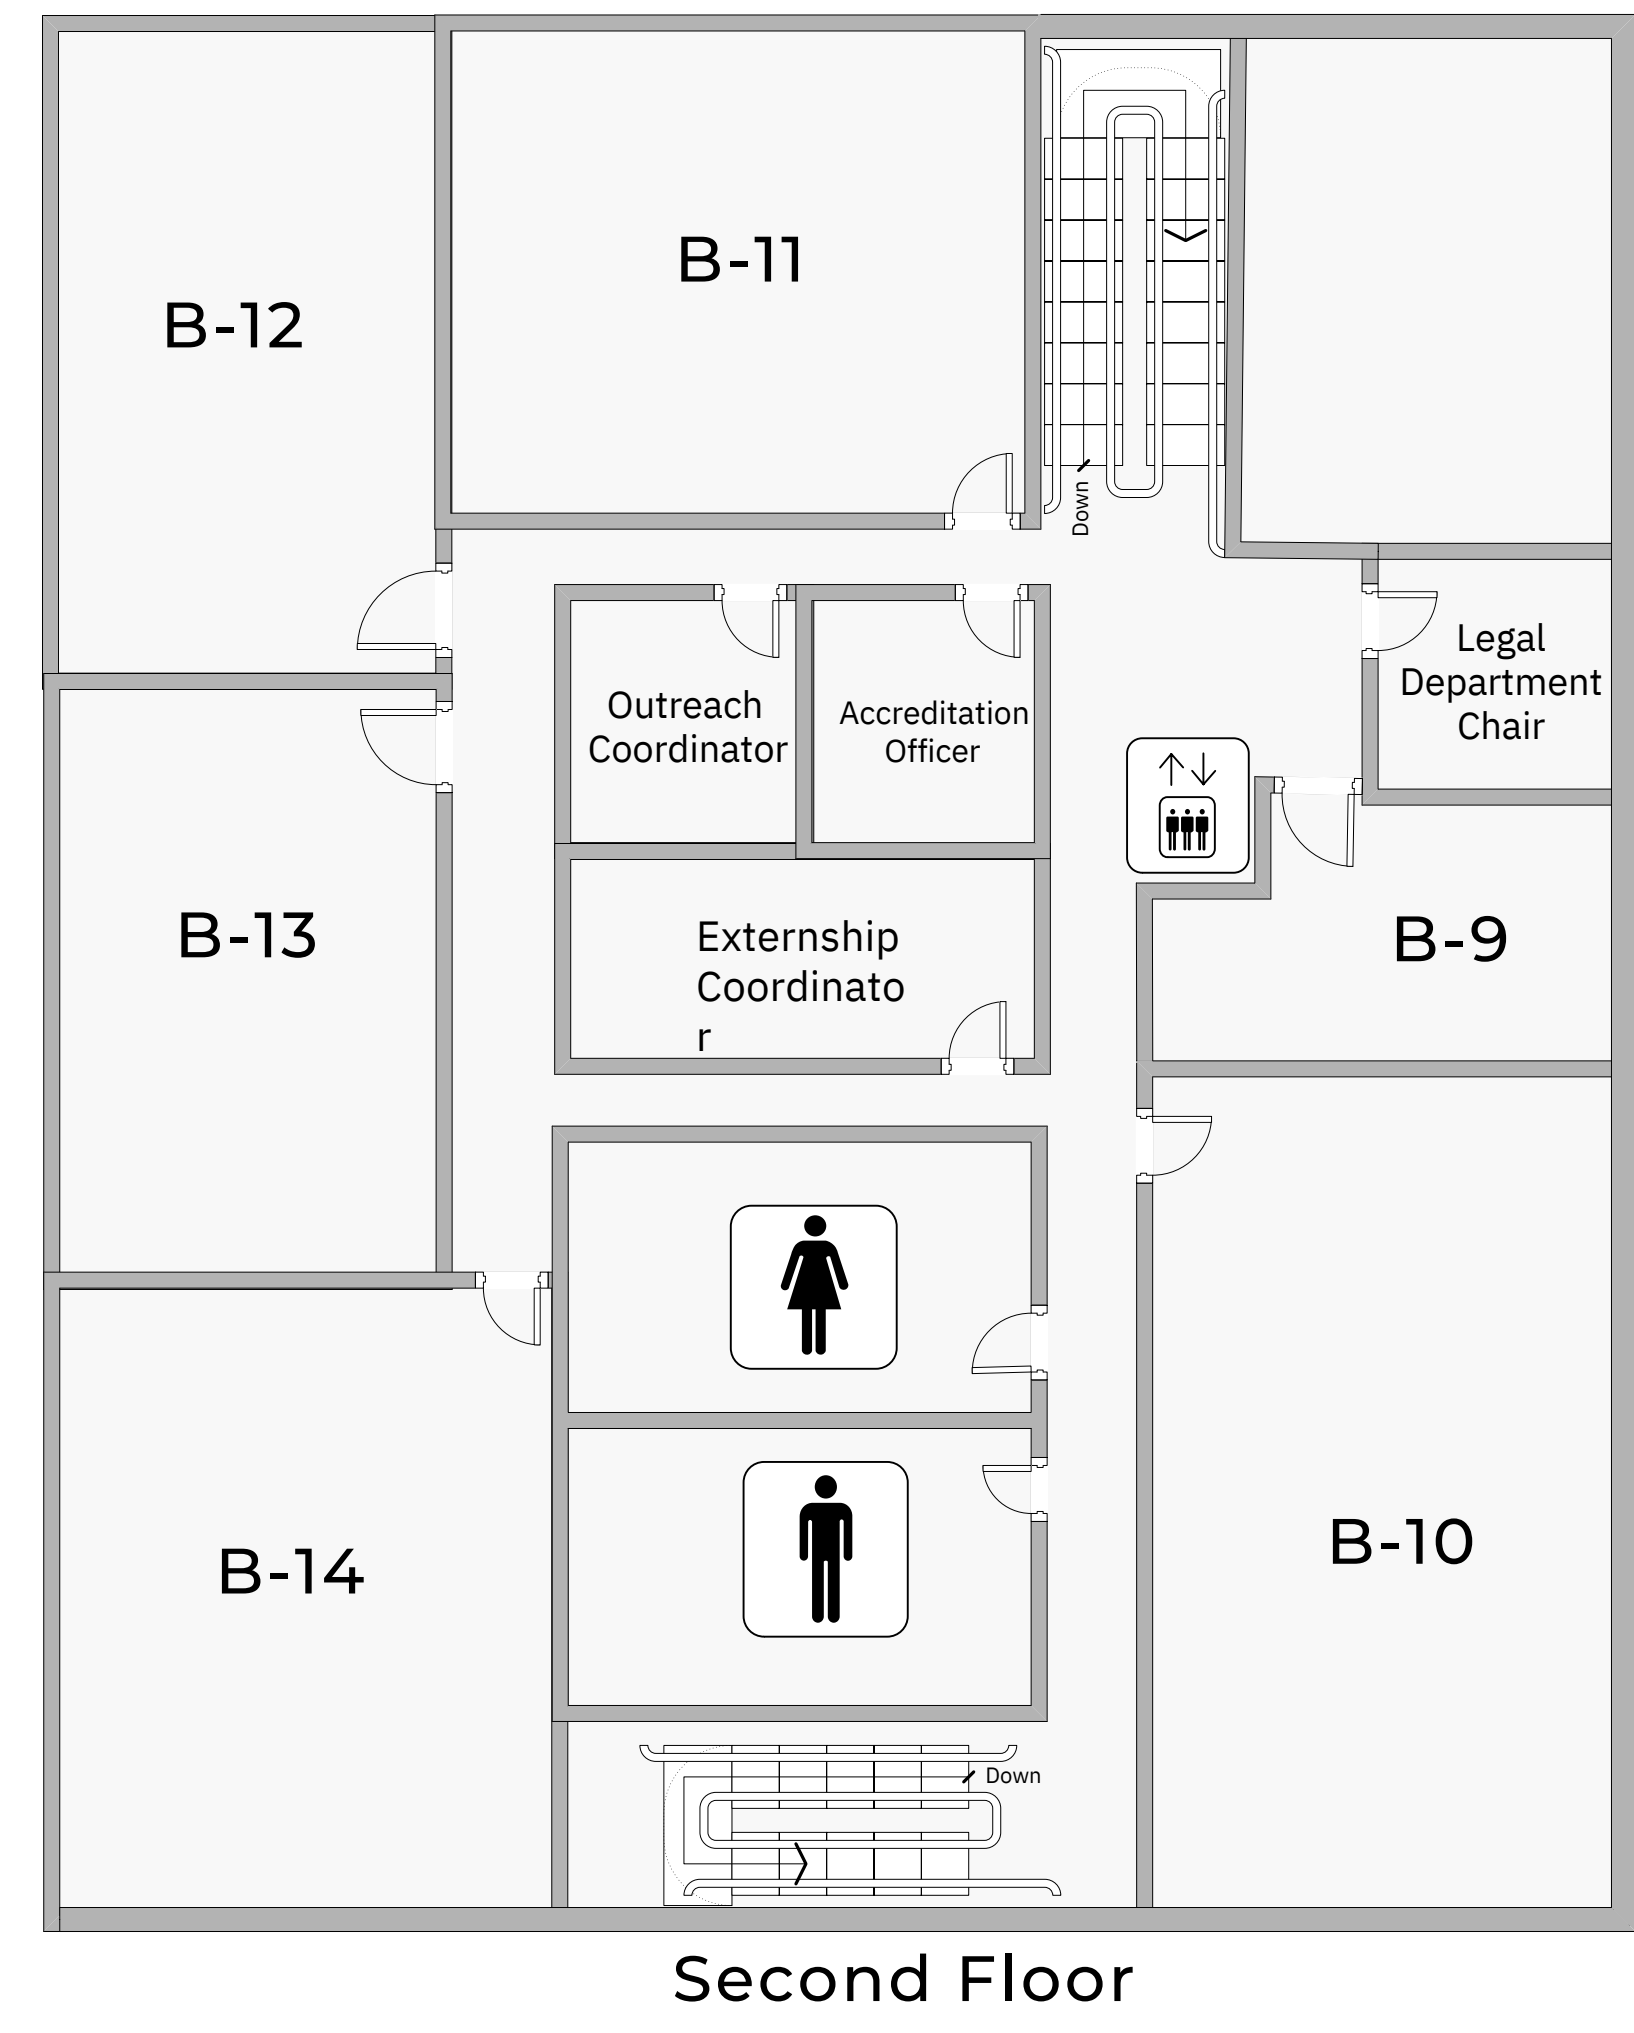 B-11
B-12
Down
Legal
Department
Chair
Outreach
Coordinator
Accreditation
Officer
B-13
Externship
Coordinato
r
B-9
B-10
B-14
Down
Second Floor